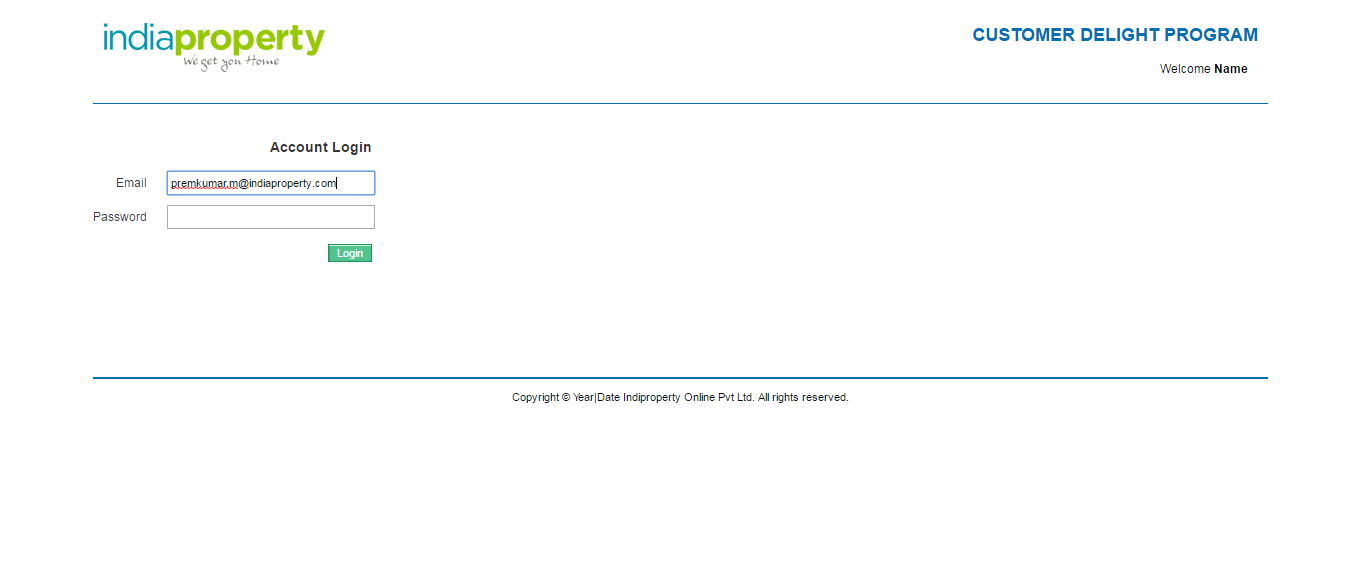 indiaproperty
We get you Home
CUSTOMER DELIGHT PROGRAM
Welcome Name
Account Login
Email premkumar.m@indiaproperty.com
Password
Login
Copyright © Year|Date Indiproperty Online Pvt Ltd. All rights reserved.